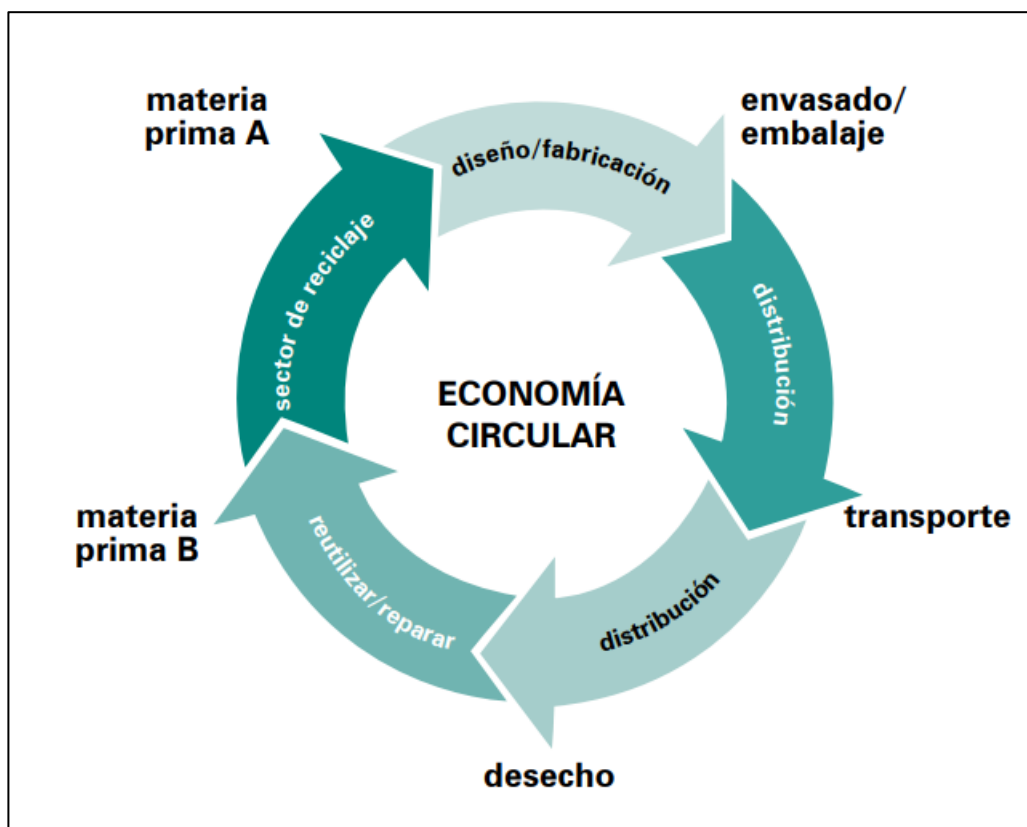 materia
prima A
diseño/fabricación
envasado/
embalaje
distribución
transporte
distribución
desecho
reutilizar/reparar
materia
prima B
sector de reciclaje
ECONOMÍA
CIRCULAR